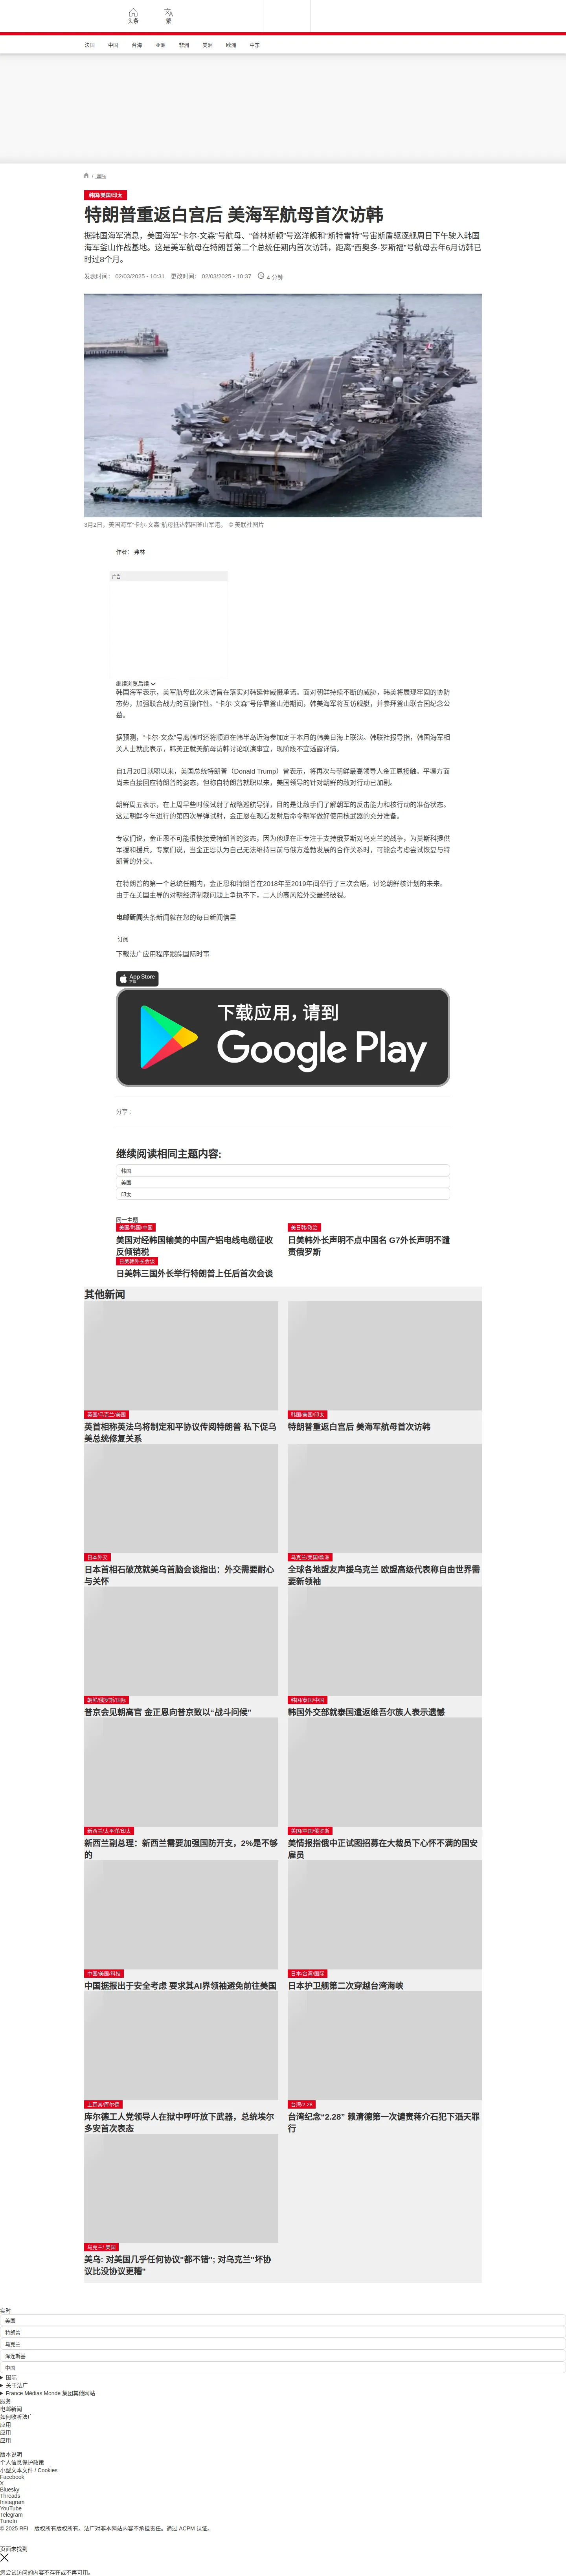 头条
繁
法国
中国
台海
亚洲
非洲
美洲
欧洲
中东
/ 国际
韩国/美国/印太
特朗普重返白宫后 美海军航母首次访韩
据韩国海军消息，美国海军“卡尔·文森”号航母、“普林斯顿”号巡洋舰和“斯特雷特”号宙斯盾驱逐舰周日下午驶入韩国
海军釜山作战基地。这是美军航母在特朗普第二个总统任期内首次访韩，距离“西奥多·罗斯福”号航母去年6月访韩已
时过8个月。
发表时间： 02/03/2025 - 10:31 更改时间： 02/03/2025 - 10:37 4 分钟
3月2日，美国海军“卡尔·文森”航母抵达韩国釜山军港。 © 美联社图片
作者： 弗林
广告
继续浏览后续
韩国海军表示，美军航母此次来访旨在落实对韩延伸威慑承诺。面对朝鲜持续不断的威胁，韩美将展现牢固的协防
态势，加强联合战力的互操作性。“卡尔·文森”号停靠釜山港期间，韩美海军将互访舰艇，并参拜釜山联合国纪念公
墓。
据预测，“卡尔·文森”号离韩时还将顺道在韩半岛近海参加定于本月的韩美日海上联演。韩联社报导指，韩国海军相
关人士就此表示，韩美正就美航母访韩讨论联演事宜，现阶段不宜透露详情。
自1月20日就职以来，美国总统特朗普（Donald Trump）曾表示，将再次与朝鲜最高领导人金正恩接触。平壤方面
尚未直接回应特朗普的姿态，但称自特朗普就职以来，美国领导的针对朝鲜的敌对行动已加剧。
朝鲜周五表示，在上周早些时候试射了战略巡航导弹，目的是让敌手们了解朝军的反击能力和核行动的准备状态。
这是朝鲜今年进行的第四次导弹试射，金正恩在观看发射后命令朝军做好使用核武器的充分准备。
专家们说，金正恩不可能很快接受特朗普的姿态，因为他现在正专注于支持俄罗斯对乌克兰的战争，为莫斯科提供
军援和援兵。专家们说，当金正恩认为自己无法维持目前与俄方蓬勃发展的合作关系时，可能会考虑尝试恢复与特
朗普的外交。
在特朗普的第一个总统任期内，金正恩和特朗普在2018年至2019年间举行了三次会晤，讨论朝鲜核计划的未来。
由于在美国主导的对朝经济制裁问题上争执不下，二人的高风险外交最终破裂。
电邮新闻头条新闻就在您的每日新闻信里
订阅
下载法广应用程序跟踪国际时事
App Store
下载
下载应用，请到
Google Play
分享 :
继续阅读相同主题内容:
韩国
美国
印太
同一主题
美国/韩国/中国
美国对经韩国输美的中国产铝电线电缆征收
反倾销税
美日韩/政治
日美韩外长声明不点中国名 G7外长声明不谴
责俄罗斯
日美韩外长会谈
日美韩三国外长举行特朗普上任后首次会谈
其他新闻
英国/乌克兰/美国
英首相称英法乌将制定和平协议传阅特朗普 私下促乌
美总统修复关系
韩国/美国/印太
特朗普重返白宫后 美海军航母首次访韩
日本外交
日本首相石破茂就美乌首脑会谈指出：外交需要耐心
与关怀
乌克兰/美国/欧洲
全球各地盟友声援乌克兰 欧盟高级代表称自由世界需
要新领袖
朝鲜/俄罗斯/国际
普京会见朝高官 金正恩向普京致以“战斗问候”
韩国/泰国/中国
韩国外交部就泰国遣返维吾尔族人表示遗憾
新西兰/太平洋/印太
新西兰副总理：新西兰需要加强国防开支，2%是不够
的
美国/中国/俄罗斯
美情报指俄中正试图招募在大裁员下心怀不满的国安
雇员
中国/美国/科技
中国据报出于安全考虑 要求其AI界领袖避免前往美国
日本/台湾/国际
日本护卫舰第二次穿越台湾海峡
土耳其/库尔德
库尔德工人党领导人在狱中呼吁放下武器，总统埃尔
多安首次表态
台湾/2.28
台湾纪念“2.28” 赖清德第一次谴责蒋介石犯下滔天罪
行
乌克兰/ 美国
美乌: 对美国几乎任何协议"都不错"; 对乌克兰"坏协
议比没协议更糟"
实时
美国
特朗普
乌克兰
泽连斯基
中国
国际
关于法广
France Médias Monde 集团其他网站
服务
电邮新闻
如何收听法广
应用
应用
应用
版本说明
个人信息保护政策
小型文本文件 / Cookies
Facebook
X
Bluesky
Threads
Instagram
YouTube
Telegram
TuneIn
© 2025 RFI – 版权所有版权所有。法广对非本网站内容不承担责任。通过 ACPM 认证。
页面未找到
您尝试访问的内容不存在或不再可用。